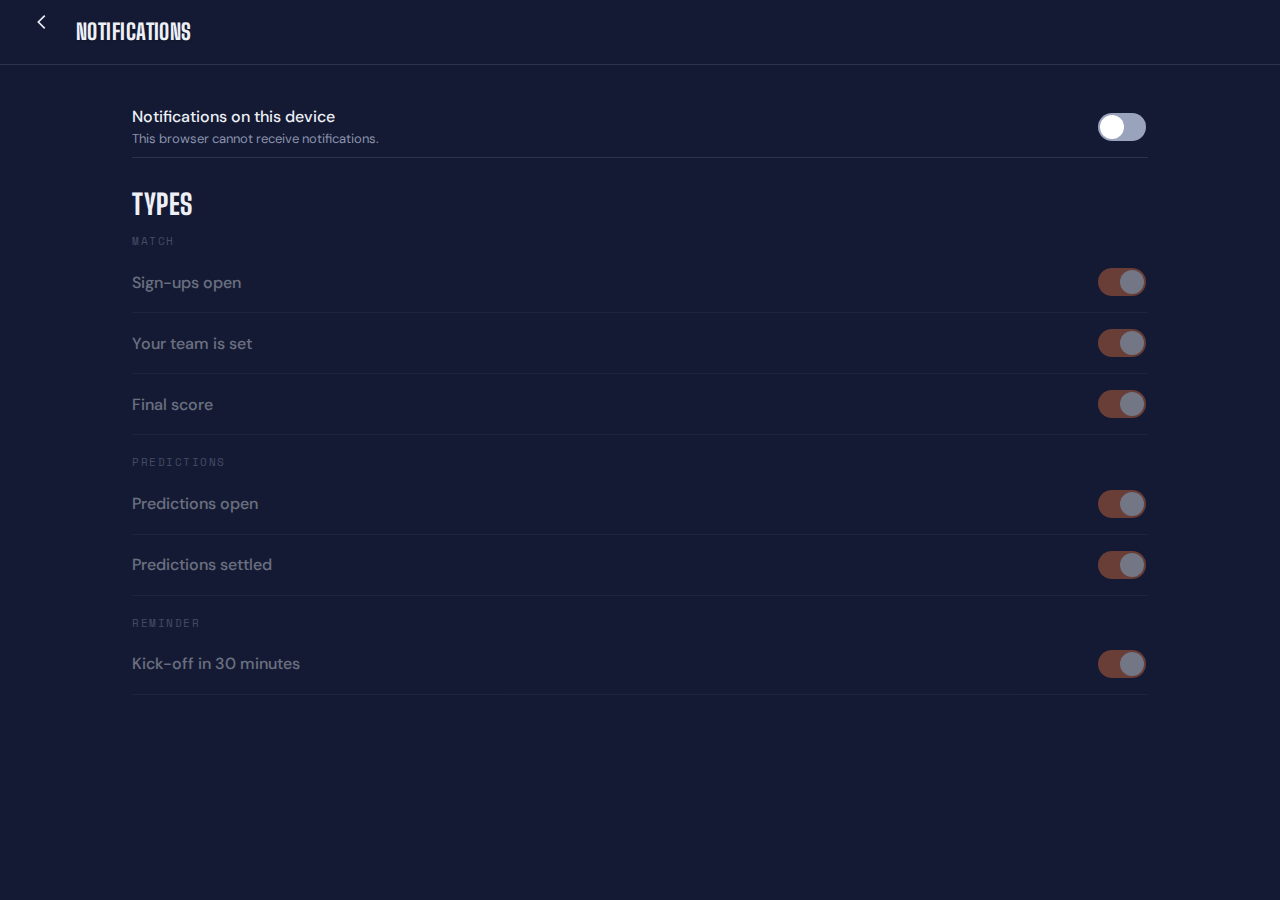 NOTIFICATIONS
Notifications on this device
This browser cannot receive notifications.
TYPES
MATCH
Sign-ups open
Your team is set
Final score
PREDICTIONS
Predictions open
Predictions settled
REMINDER
Kick-off in 30 minutes